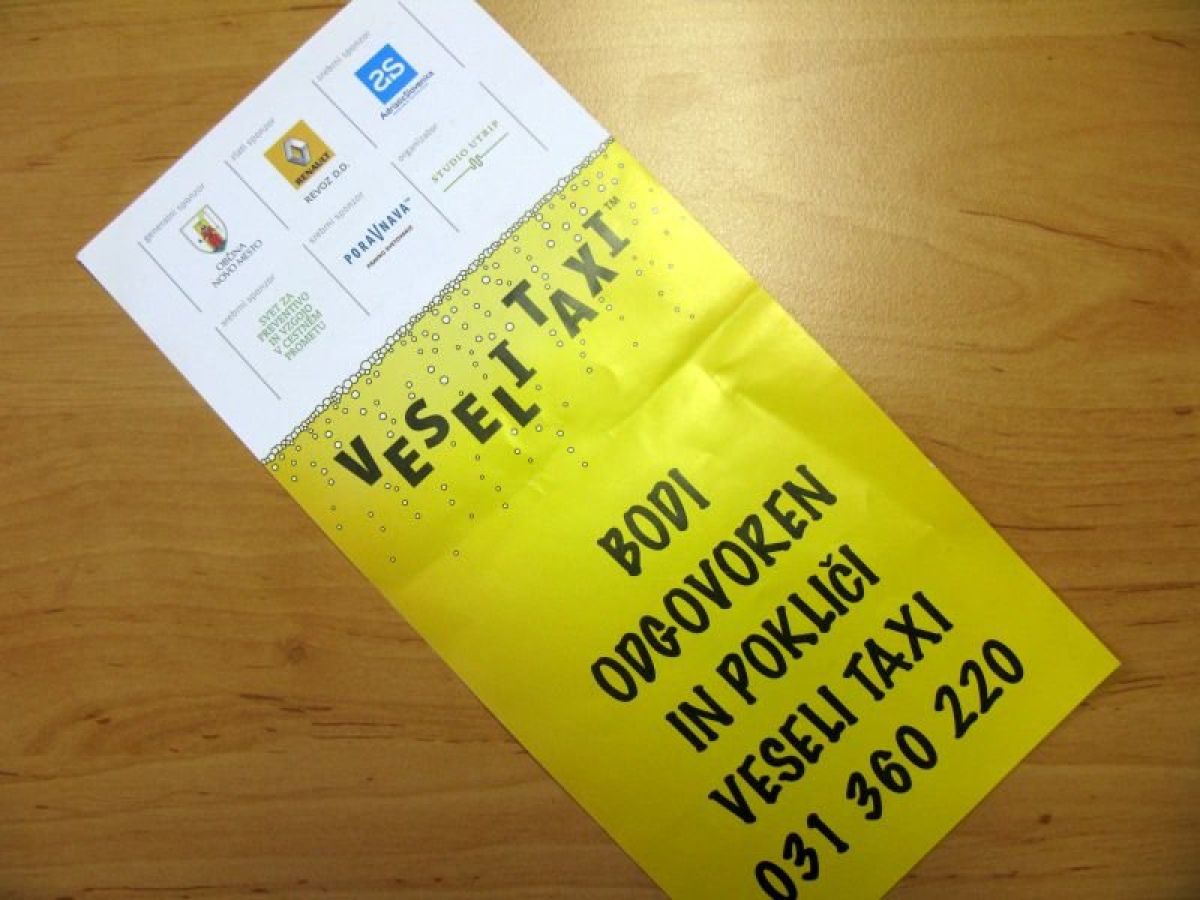 generalni sponzor
OBČINA
NOVO MESTO
zlati sponzor
RENAULT
REVOZ D.D.
srebrni sponzor
AdriaticSlovenica
srebrni sponzor
SVET ZA
PREVENTIVO
IN VZGOJO
V CESTNEM
PROMETU
srebrni sponzor
PORAVNAVA™
organizator
STUDIO UTRIP
VESELI TAXI™
BODI
ODGOVOREN
IN POKLIČI
VESELI TAXI
031 360 220